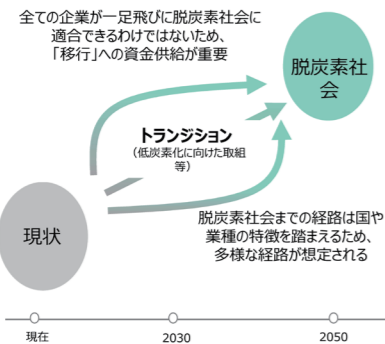 全ての企業が一足飛びに脱炭素社会に
適合できるわけではないため、
「移行」への資金供給が重要
脱炭素社
会
トランジション
（低炭素化に向けた取組
等）
現状
脱炭素社会までの経路は国や
業種の特徴を踏まえるため、
多様な経路が想定される
現在
2030
2050